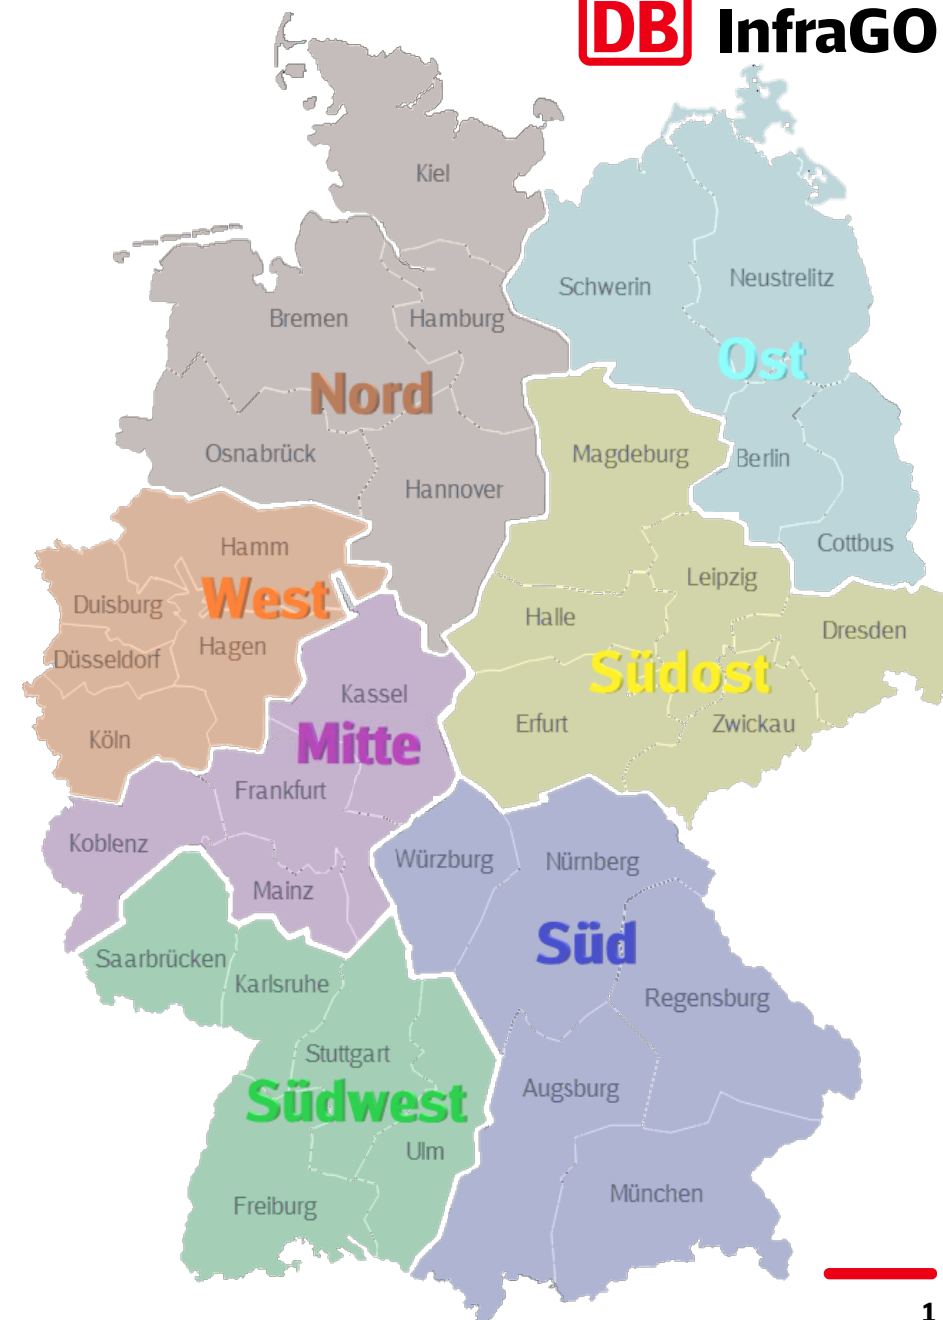 DB InfraGO
Kiel
Schwerin
Neustrelitz
Bremen
Hamburg
Ost
Nord
Osnabrück
Magdeburg
Berlin
Hannover
Hamm
Cottbus
Leipzig
West
Duisburg
Halle
Dresden
Hagen
Düsseldorf
Südost
Kassel
Erfurt
Zwickau
Köln
Mitte
Frankfurt
Koblenz
Würzburg
Nürnberg
Mainz
Süd
Saarbrücken
Karlsruhe
Regensburg
Stuttgart
Augsburg
Südwest
Ulm
München
Freiburg
1